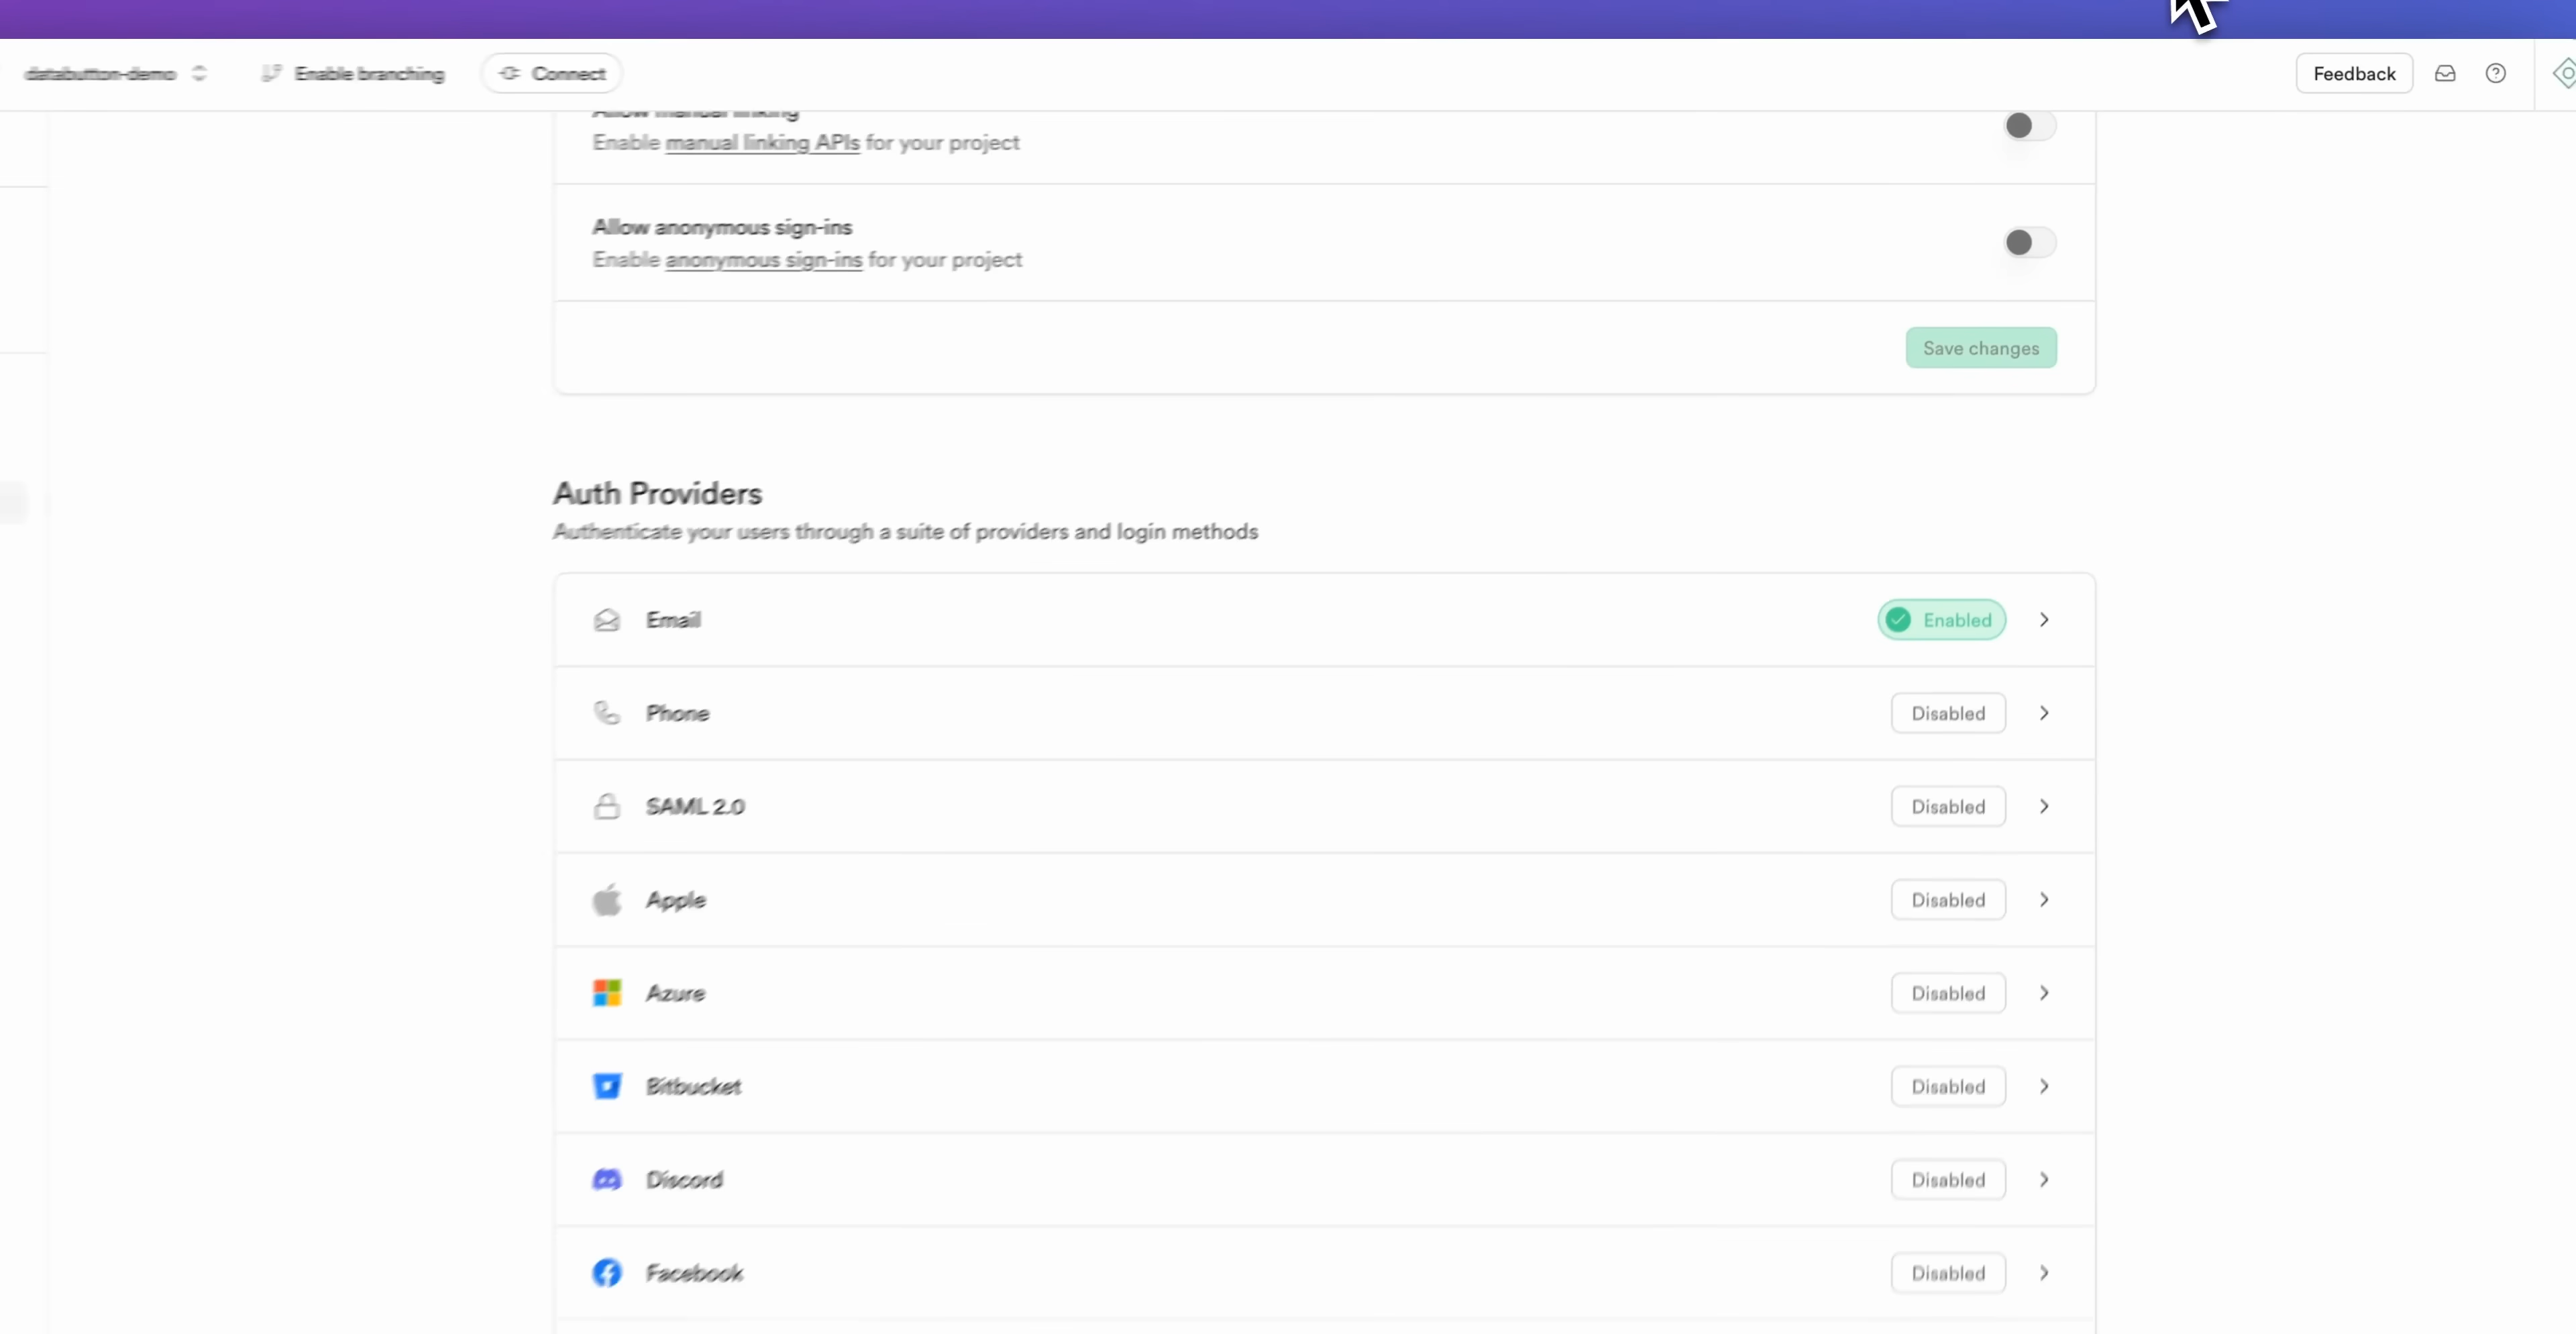 databutton-demo
Enable branching
Connect
Feedback
Allow manual linking
Enable manual linking APIs for your project
Allow anonymous sign-ins
Enable anonymous sign-ins for your project
Save changes
Auth Providers
Authenticate your users through a suite of providers and login methods
Email
Enabled
Phone
Disabled
SAML 2.0
Disabled
Apple
Disabled
Azure
Disabled
Bitbucket
Disabled
Discord
Disabled
Facebook
Disabled